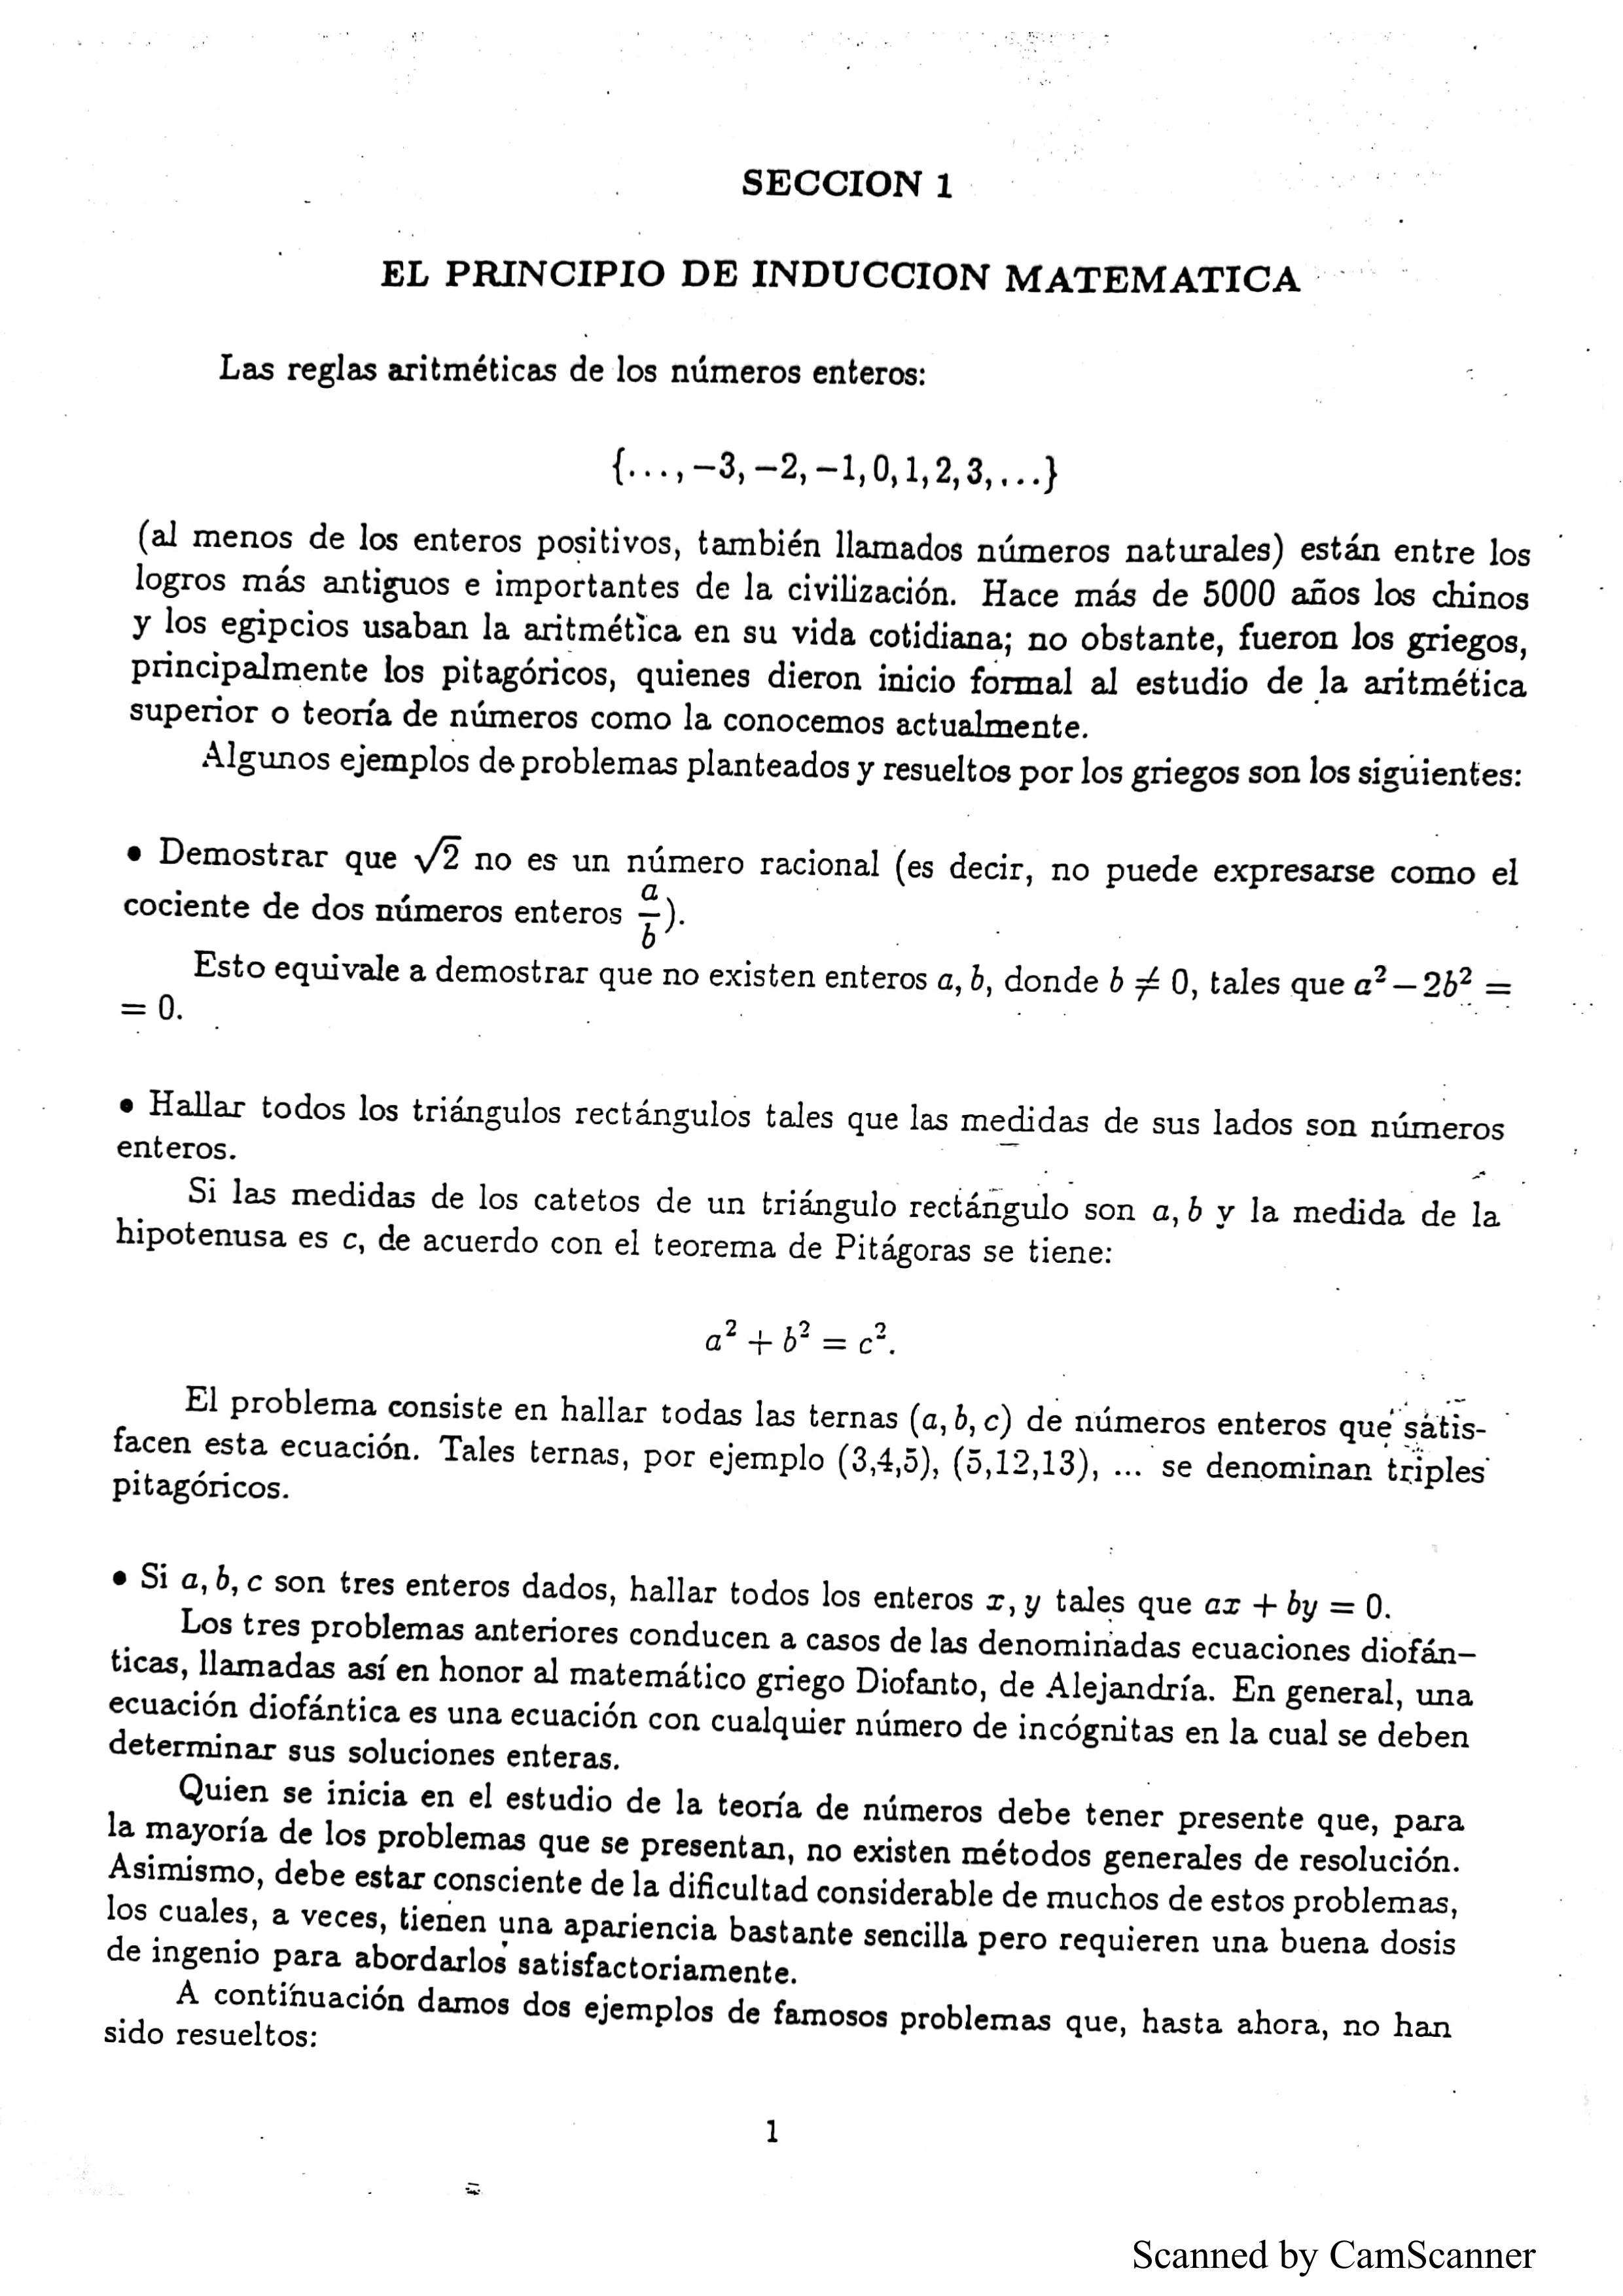 SECCION 1
EL PRINCIPIO DE INDUCCION MATEMATICA
Las reglas aritméticas de los números enteros:
{..., −3, −2, −1, 0, 1, 2, 3, ...}
(al menos de los enteros positivos, también llamados números naturales) están entre los
logros más antiguos e importantes de la civilización. Hace más de 5000 años los chinos
y los egipcios usaban la aritmética en su vida cotidiana; no obstante, fueron los griegos,
principalmente los pitagóricos, quienes dieron inicio formal al estudio de la aritmética
superior o teoría de números como la conocemos actualmente.
Algunos ejemplos de problemas planteados y resueltos por los griegos son los siguientes:
• Demostrar que √2 no es un número racional (es decir, no puede expresarse como el
cociente de dos números enteros a/b).
Esto equivale a demostrar que no existen enteros a, b, donde b ≠ 0, tales que a² − 2b² =
= 0.
• Hallar todos los triángulos rectángulos tales que las medidas de sus lados son números
enteros.
Si las medidas de los catetos de un triángulo rectángulo son a, b y la medida de la
hipotenusa es c, de acuerdo con el teorema de Pitágoras se tiene:
a² + b² = c².
El problema consiste en hallar todas las ternas (a, b, c) de números enteros que satis-
facen esta ecuación. Tales ternas, por ejemplo (3,4,5), (5,12,13), ... se denominan triples
pitagóricos.
• Si a, b, c son tres enteros dados, hallar todos los enteros x, y tales que ax + by = 0.
Los tres problemas anteriores conducen a casos de las denominadas ecuaciones diofán-
ticas, llamadas así en honor al matemático griego Diofanto, de Alejandría. En general, una
ecuación diofántica es una ecuación con cualquier número de incógnitas en la cual se deben
determinar sus soluciones enteras.
Quien se inicia en el estudio de la teoría de números debe tener presente que, para
la mayoría de los problemas que se presentan, no existen métodos generales de resolución.
Asimismo, debe estar consciente de la dificultad considerable de muchos de estos problemas,
los cuales, a veces, tienen una apariencia bastante sencilla pero requieren una buena dosis
de ingenio para abordarlos satisfactoriamente.
A continuación damos dos ejemplos de famosos problemas que, hasta ahora, no han
sido resueltos:
1
Scanned by CamScanner